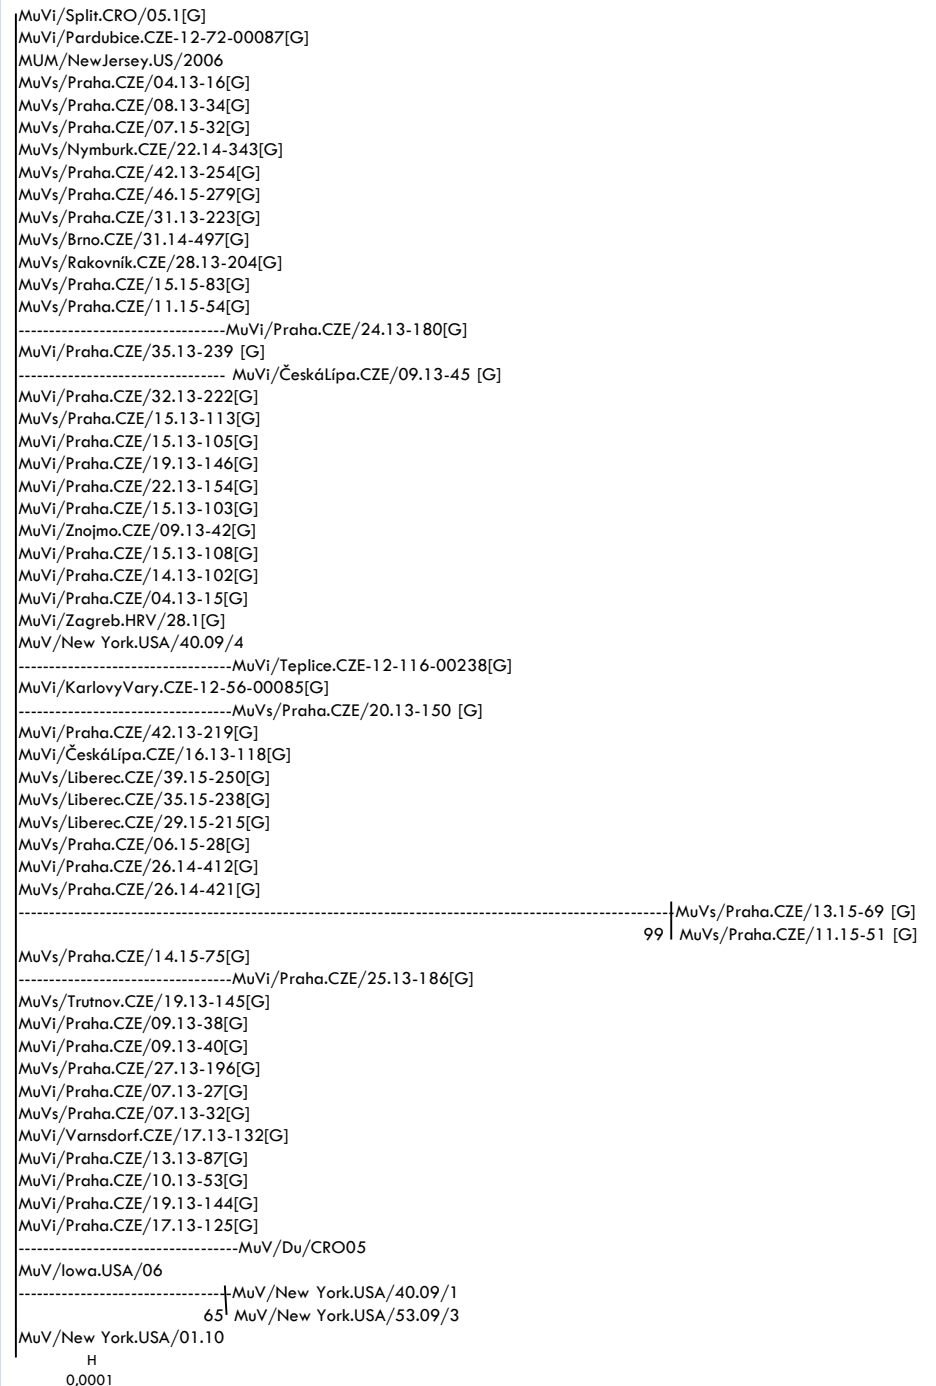 MuVi/Split.CRO/05.1[G]
MuVi/Pardubice.CZE-12-72-00087[G]
MUM/NewJersey.US/2006
MuVs/Praha.CZE/04.13-16[G]
MuVs/Praha.CZE/08.13-34[G]
MuVs/Praha.CZE/07.15-32[G]
MuVs/Nymburk.CZE/22.14-343[G]
MuVs/Praha.CZE/42.13-254[G]
MuVs/Praha.CZE/46.15-279[G]
MuVs/Praha.CZE/31.13-223[G]
MuVs/Brno.CZE/31.14-497[G]
MuVs/Rakovník.CZE/28.13-204[G]
MuVs/Praha.CZE/15.15-83[G]
MuVs/Praha.CZE/11.15-54[G]
MuVi/Praha.CZE/24.13-180[G]
MuVi/Praha.CZE/35.13-239 [G]
MuVi/ČeskáLípa.CZE/09.13-45 [G]
MuVi/Praha.CZE/32.13-222[G]
MuVs/Praha.CZE/15.13-113[G]
MuVi/Praha.CZE/15.13-105[G]
MuVi/Praha.CZE/19.13-146[G]
MuVi/Praha.CZE/22.13-154[G]
MuVi/Praha.CZE/15.13-103[G]
MuVi/Znojmo.CZE/09.13-42[G]
MuVi/Praha.CZE/15.13-108[G]
MuVi/Praha.CZE/14.13-102[G]
MuVi/Praha.CZE/04.13-15[G]
MuVi/Zagreb.HRV/28.1[G]
MuV/New York.USA/40.09/4
MuVi/Teplice.CZE-12-116-00238[G]
MuVi/KarlovyVary.CZE-12-56-00085[G]
MuVs/Praha.CZE/20.13-150 [G]
MuVi/Praha.CZE/42.13-219[G]
MuVi/ČeskáLípa.CZE/16.13-118[G]
MuVs/Liberec.CZE/39.15-250[G]
MuVs/Liberec.CZE/35.15-238[G]
MuVs/Liberec.CZE/29.15-215[G]
MuVs/Praha.CZE/06.15-28[G]
MuVi/Praha.CZE/26.14-412[G]
MuVs/Praha.CZE/26.14-421[G]
MuVs/Praha.CZE/13.15-69 [G]
99 MuVs/Praha.CZE/11.15-51 [G]
MuVs/Praha.CZE/14.15-75[G]
MuVi/Praha.CZE/25.13-186[G]
MuVs/Trutnov.CZE/19.13-145[G]
MuVi/Praha.CZE/09.13-38[G]
MuVi/Praha.CZE/09.13-40[G]
MuVs/Praha.CZE/27.13-196[G]
MuVi/Praha.CZE/07.13-27[G]
MuVs/Praha.CZE/07.13-32[G]
MuVi/Varnsdorf.CZE/17.13-132[G]
MuVi/Praha.CZE/13.13-87[G]
MuVi/Praha.CZE/10.13-53[G]
MuVi/Praha.CZE/19.13-144[G]
MuVi/Praha.CZE/17.13-125[G]
MuV/Du/CRO05
MuV/Iowa.USA/06
MuV/New York.USA/40.09/1
65 MuV/New York.USA/53.09/3
MuV/New York.USA/01.10
H
0,0001